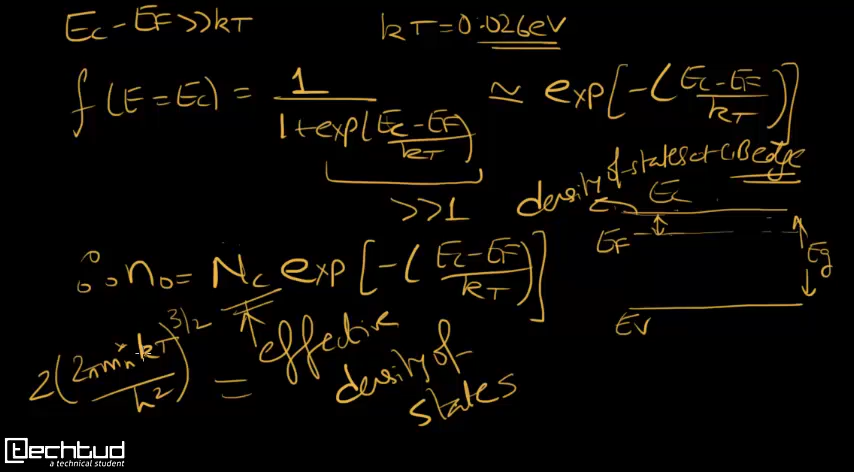 Ec - EF >> kT
kT = 0.026eV
f(E = Ec) = 1 / (1 + exp((Ec - EF)/kT)) ≃ exp[-((Ec - EF)/kT)]
>> 1
density of states at CB edge
Ec
EF
Eg
Ev
∴ n₀ = Nc exp[-((Ec - EF)/kT)]
2(2πmn*kT/h²)^3/2 = effective
density of
states
techtud
a technical student